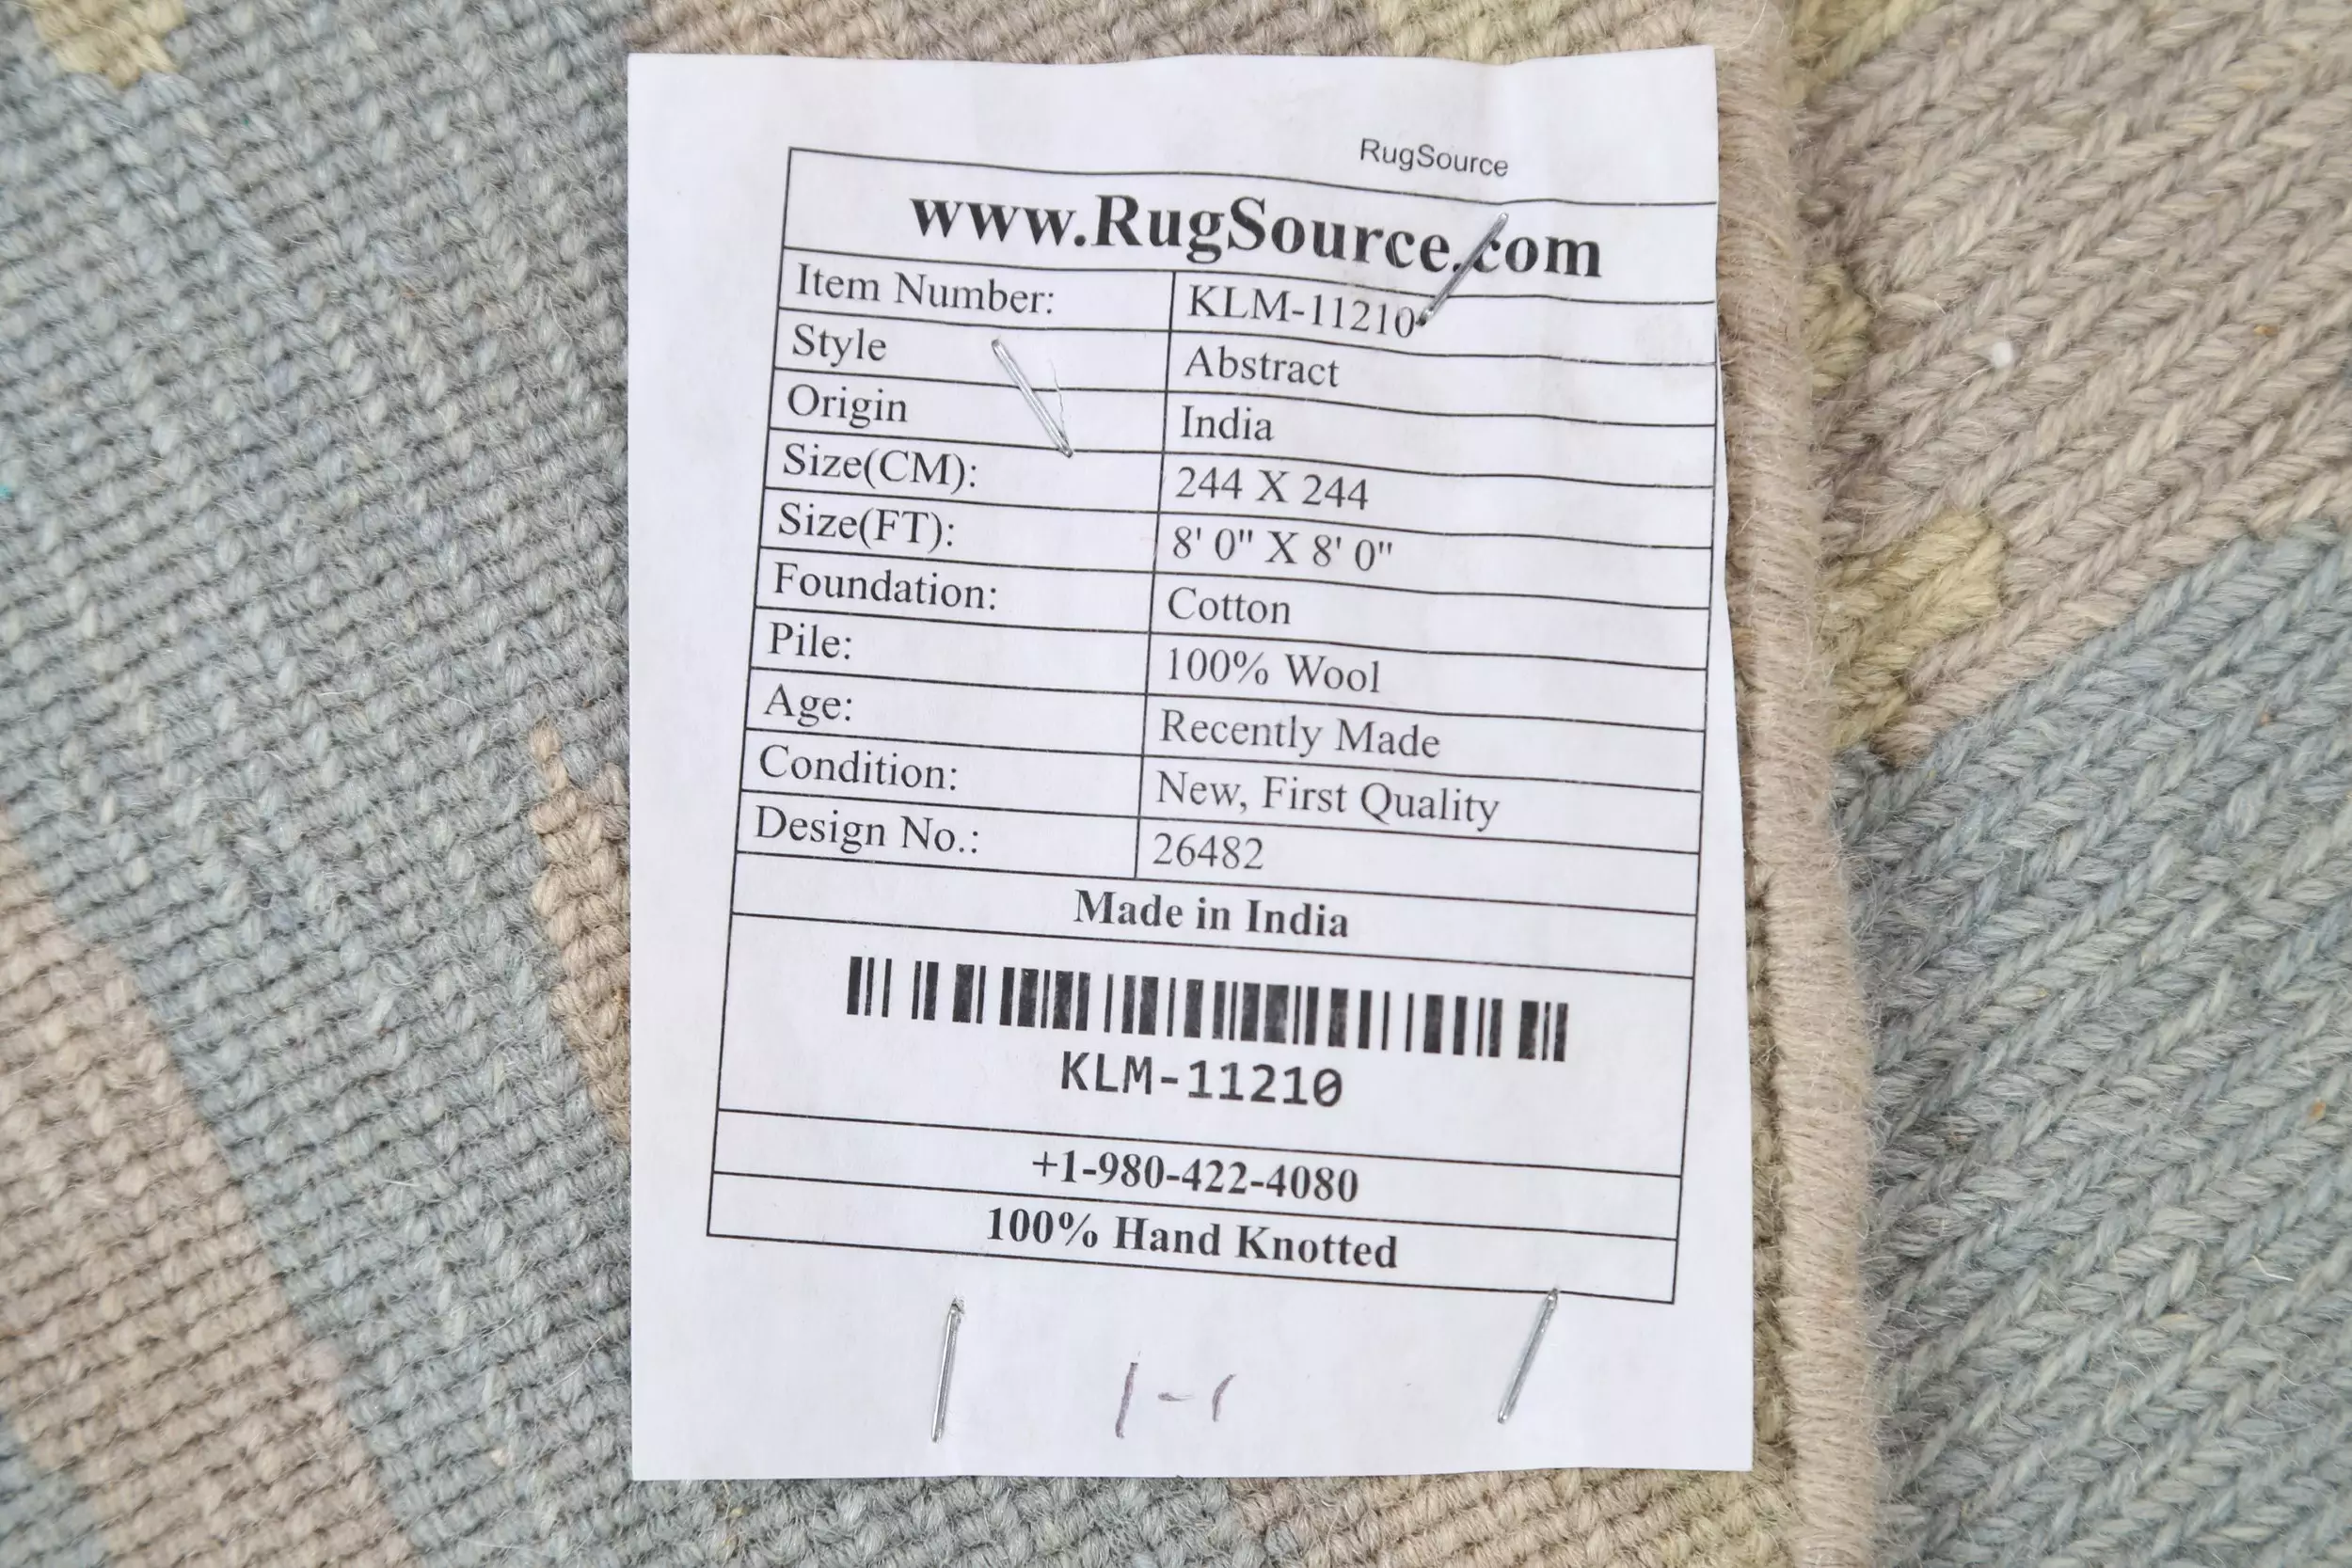 RugSource
www.RugSource.com
Item Number: KLM-11210
Style Abstract
Origin India
Size(CM): 244 X 244
Size(FT): 8' 0" X 8' 0"
Foundation: Cotton
Pile: 100% Wool
Age: Recently Made
Condition: New, First Quality
Design No.: 26482
Made in India
KLM-11210
+1-980-422-4080
100% Hand Knotted
1-1